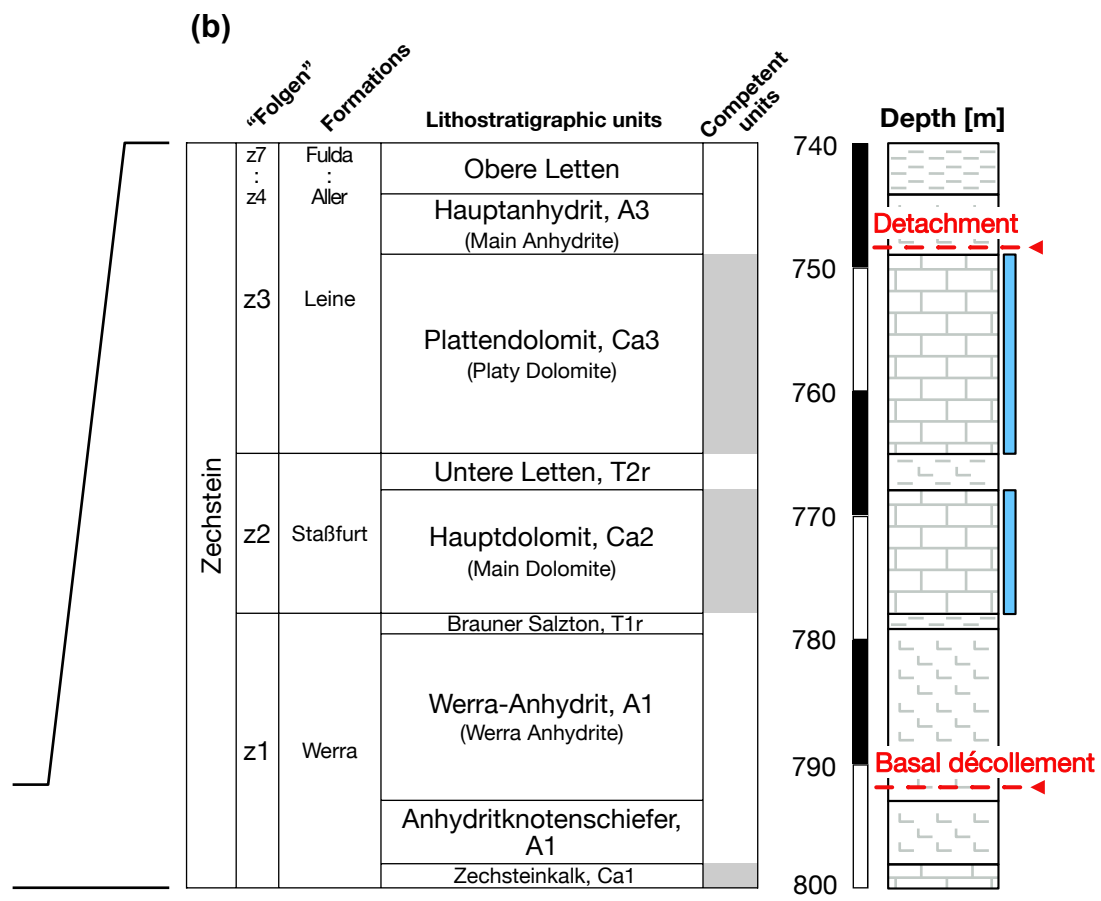 (b)
“Folgen”
Formations
Lithostratigraphic units
Competent
units
Depth [m]
Zechstein
z7
:
z4
Fulda
:
Aller
Obere Letten
Hauptanhydrit, A3
(Main Anhydrite)
z3
Leine
Plattendolomit, Ca3
(Platy Dolomite)
Untere Letten, T2r
z2
Staßfurt
Hauptdolomit, Ca2
(Main Dolomite)
Brauner Salzton, T1r
z1
Werra
Werra-Anhydrit, A1
(Werra Anhydrite)
Anhydritknotenschiefer,
A1
Zechsteinkalk, Ca1
740
750
760
770
780
790
800
Detachment
Basal décollement